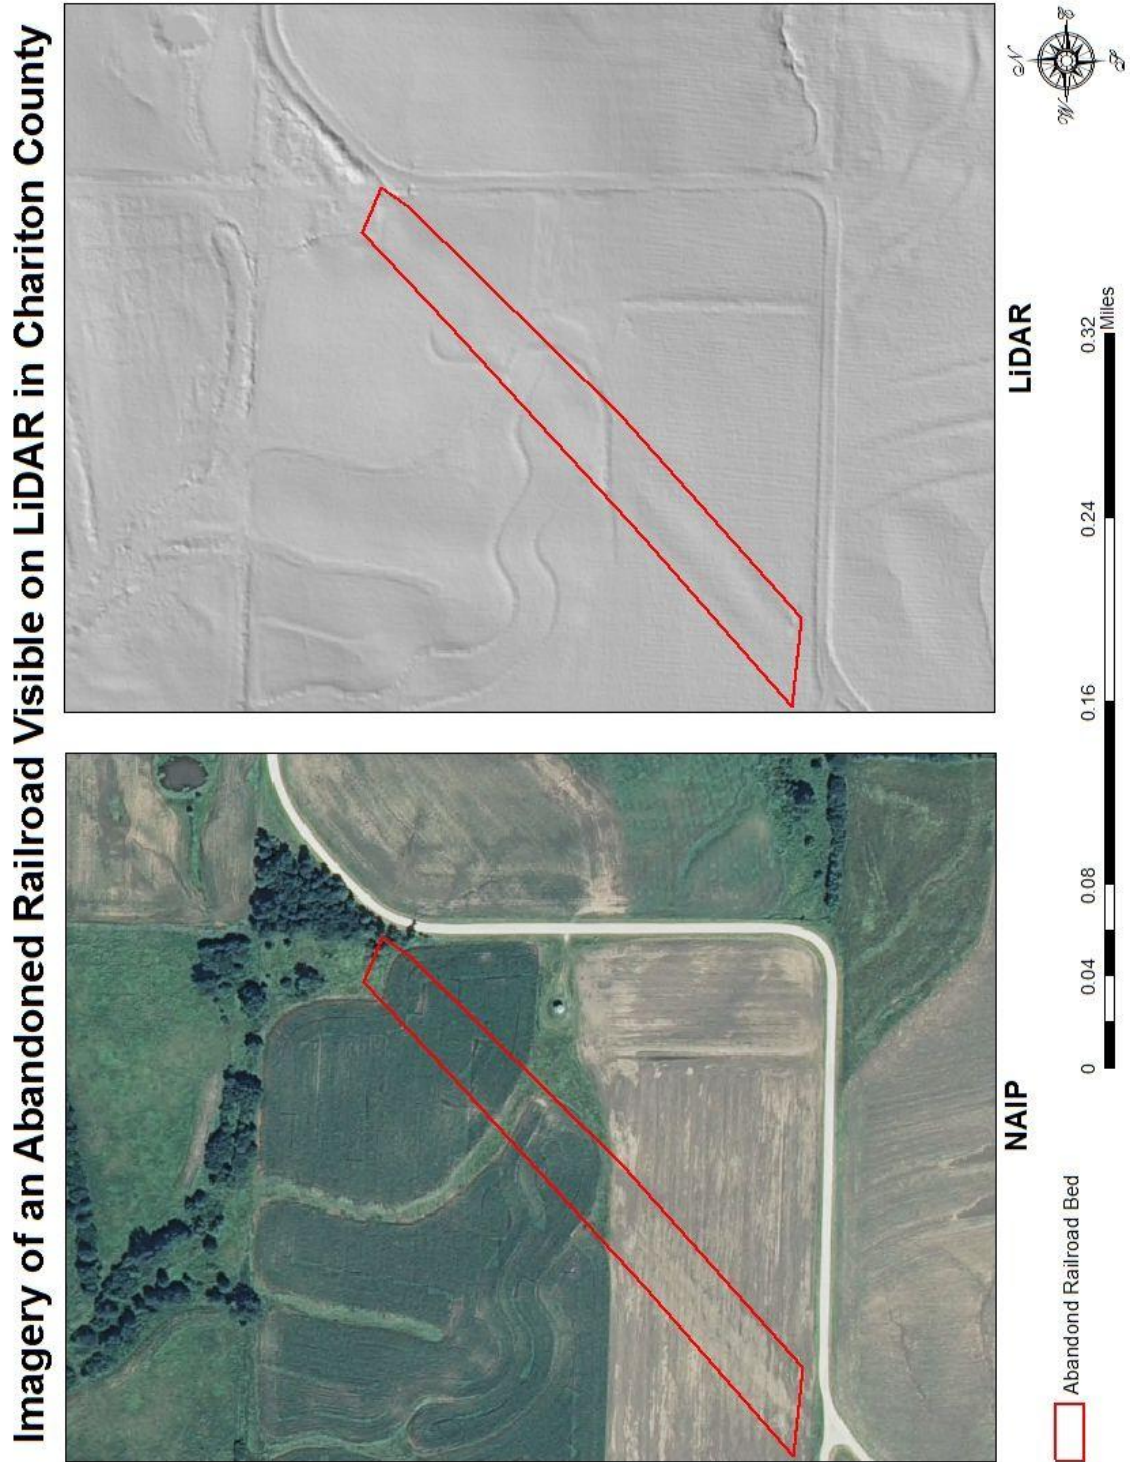 Imagery of an Abandoned Railroad Visible on LiDAR in Chariton County
NAIP
LiDAR
Abandond Railroad Bed
0 0.04 0.08 0.16 0.24 0.32
Miles
N
W
E
S